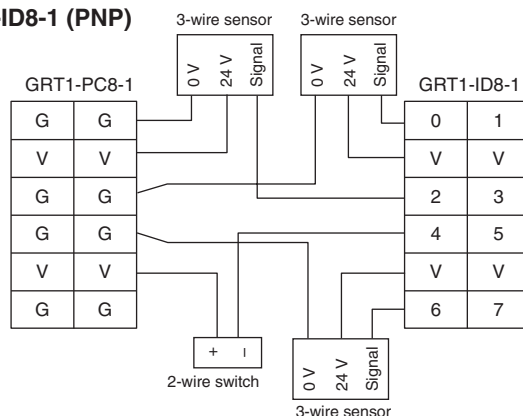 -ID8-1 (PNP)
3-wire sensor
3-wire sensor
0 V
24 V
Signal
0 V
24 V
Signal
GRT1-PC8-1
GRT1-ID8-1
G G
V V
G G
G G
V V
G G
0 1
V V
2 3
4 5
V V
6 7
+
–
2-wire switch
0 V
24 V
Signal
3-wire sensor